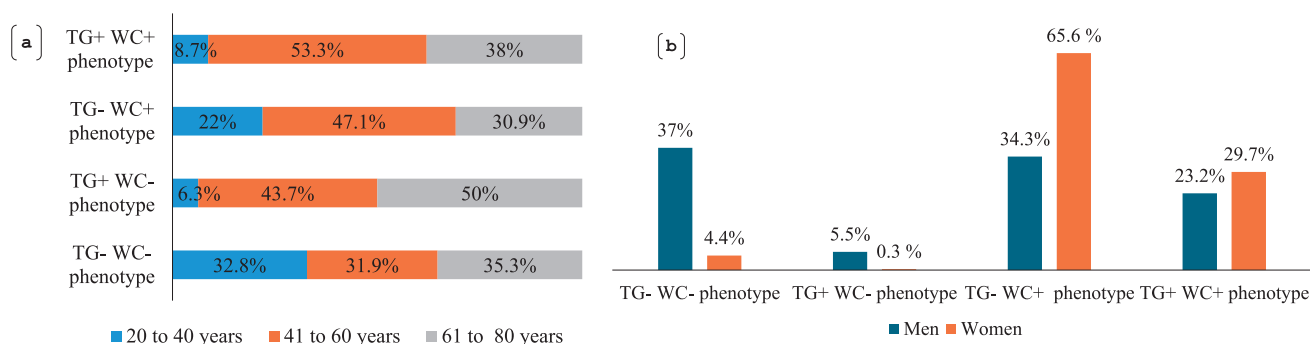 [a]
TG+ WC+
phenotype
8.7% 53.3% 38%
TG- WC+
phenotype
22% 47.1% 30.9%
TG+ WC-
phenotype
6.3% 43.7% 50%
TG- WC-
phenotype
32.8% 31.9% 35.3%
20 to 40 years 41 to 60 years 61 to 80 years
[b]
37%
4.4%
5.5%
0.3 %
34.3%
65.6 %
23.2%
29.7%
TG- WC- phenotype TG+ WC- phenotype TG- WC+ phenotype TG+ WC+ phenotype
Men Women